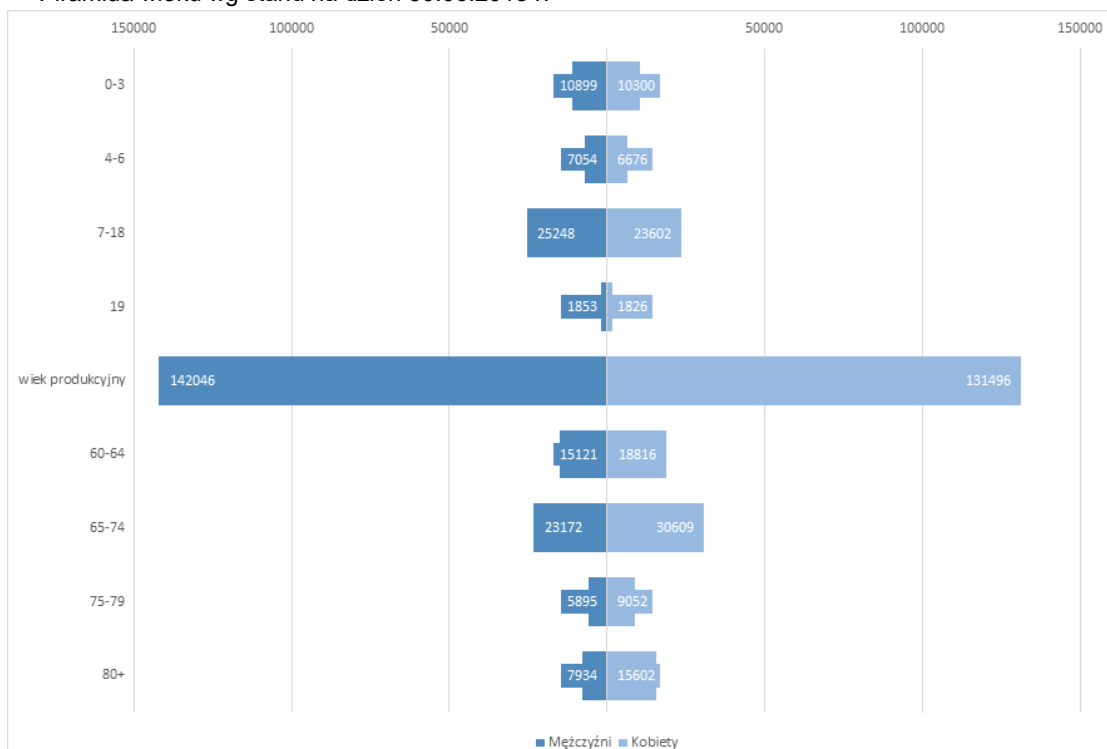 150000 100000 50000 50000 100000 150000
0-3 10899 10300
4-6 7054 6676
7-18 25248 23602
19 1853 1826
wiek produkcyjny 142046 131496
60-64 15121 18816
65-74 23172 30609
75-79 5895 9052
80+ 7934 15602
Mężczyźni Kobiety